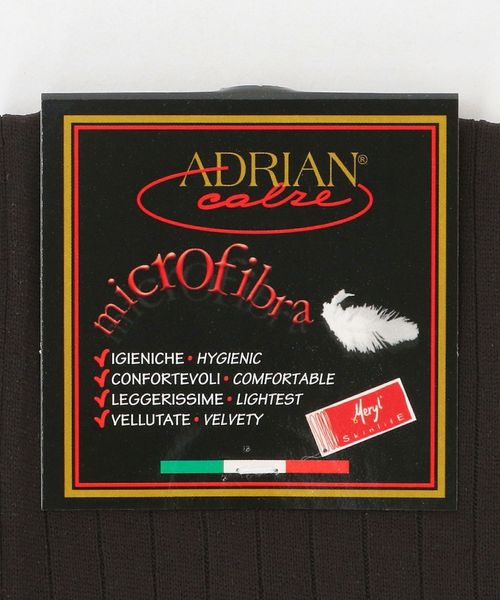 ADRIAN®
calze
microfibra
✓ IGIENICHE • HYGIENIC
✓ CONFORTEVOLI • COMFORTABLE
✓ LEGGERISSIME • LIGHTEST
✓ VELLUTATE • VELVETY
Meryl
Skinlife